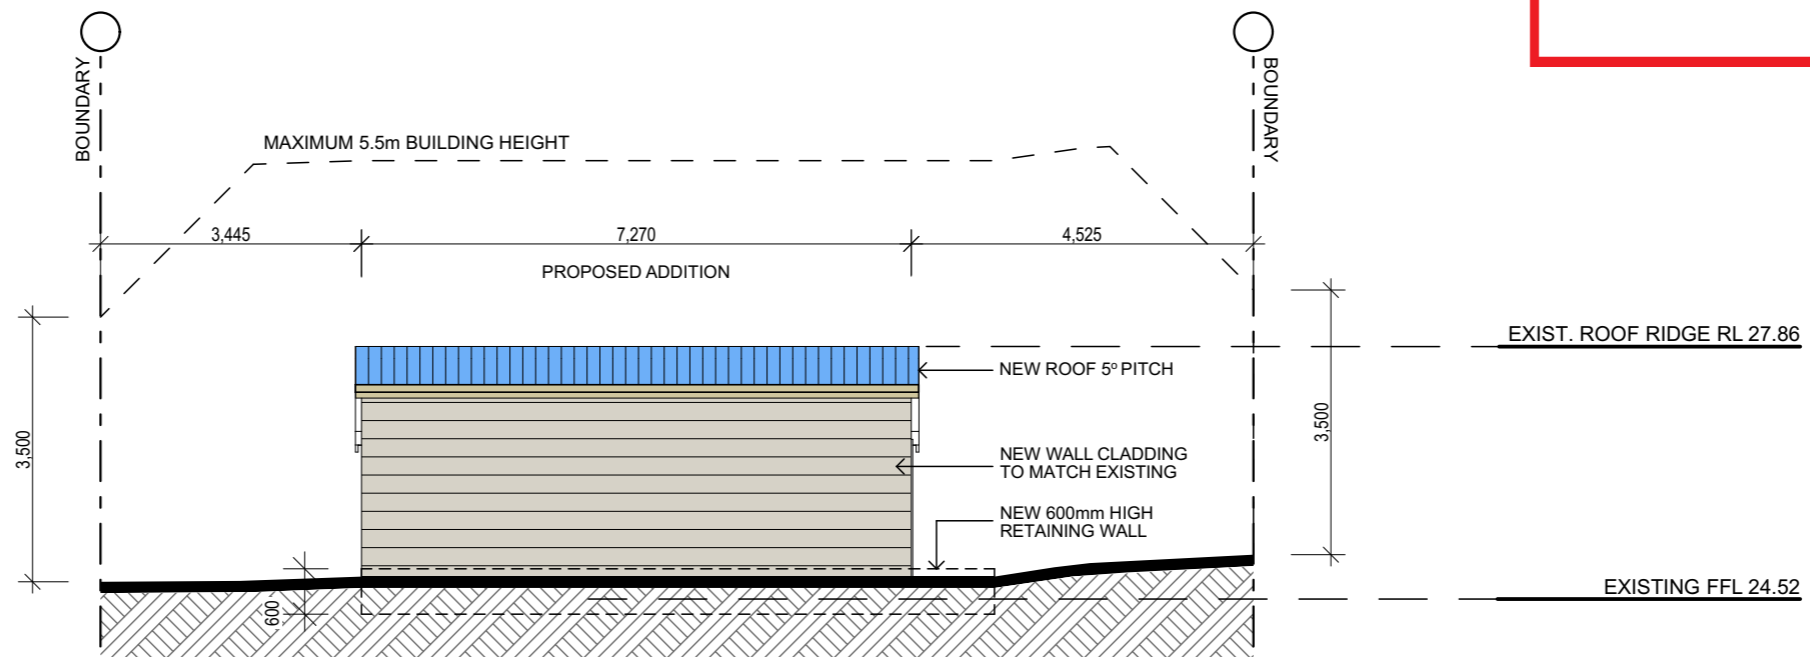 BOUNDARY
BOUNDARY
MAXIMUM 5.5m BUILDING HEIGHT
3,445
7,270
4,525
PROPOSED ADDITION
EXIST. ROOF RIDGE RL 27.86
NEW ROOF 5º PITCH
3,500
3,500
NEW WALL CLADDING
TO MATCH EXISTING
NEW 600mm HIGH
RETAINING WALL
600
EXISTING FFL 24.52